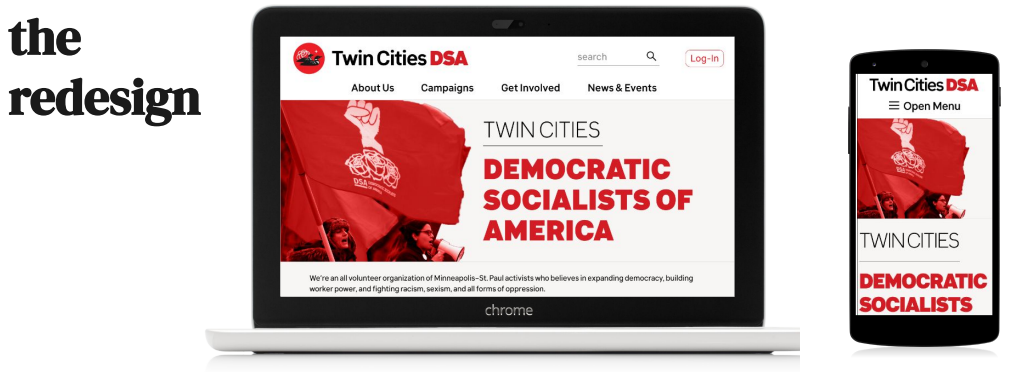 the
redesign
Twin Cities DSA
search
Log-In
About Us
Campaigns
Get Involved
News & Events
DSA
TWIN CITIES
DEMOCRATIC
SOCIALISTS OF
AMERICA
We're an all volunteer organization of Minneapolis-St. Paul activists who believes in expanding democracy, building
worker power, and fighting racism, sexism, and all forms of oppression.
chrome
Twin Cities DSA
☰ Open Menu
TWIN CITIES
DEMOCRATIC
SOCIALISTS